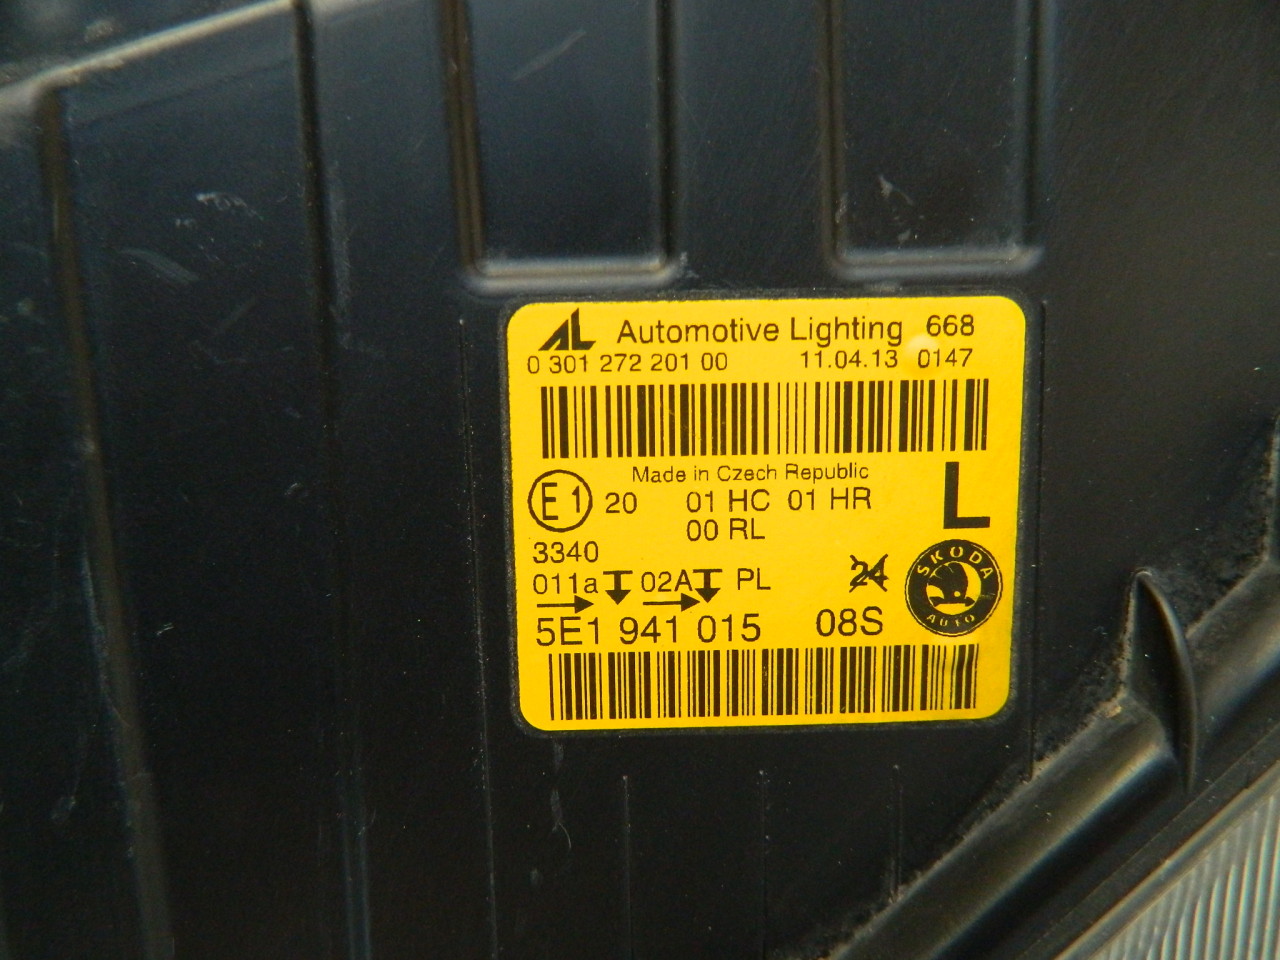 AL Automotive Lighting 668
0 301 272 201 00 11.04.13 0147
Made in Czech Republic
L
E1 20 01 HC 01 HR
00 RL
3340
011a 02A PL 24
SKODA AUTO
5E1 941 015 08S